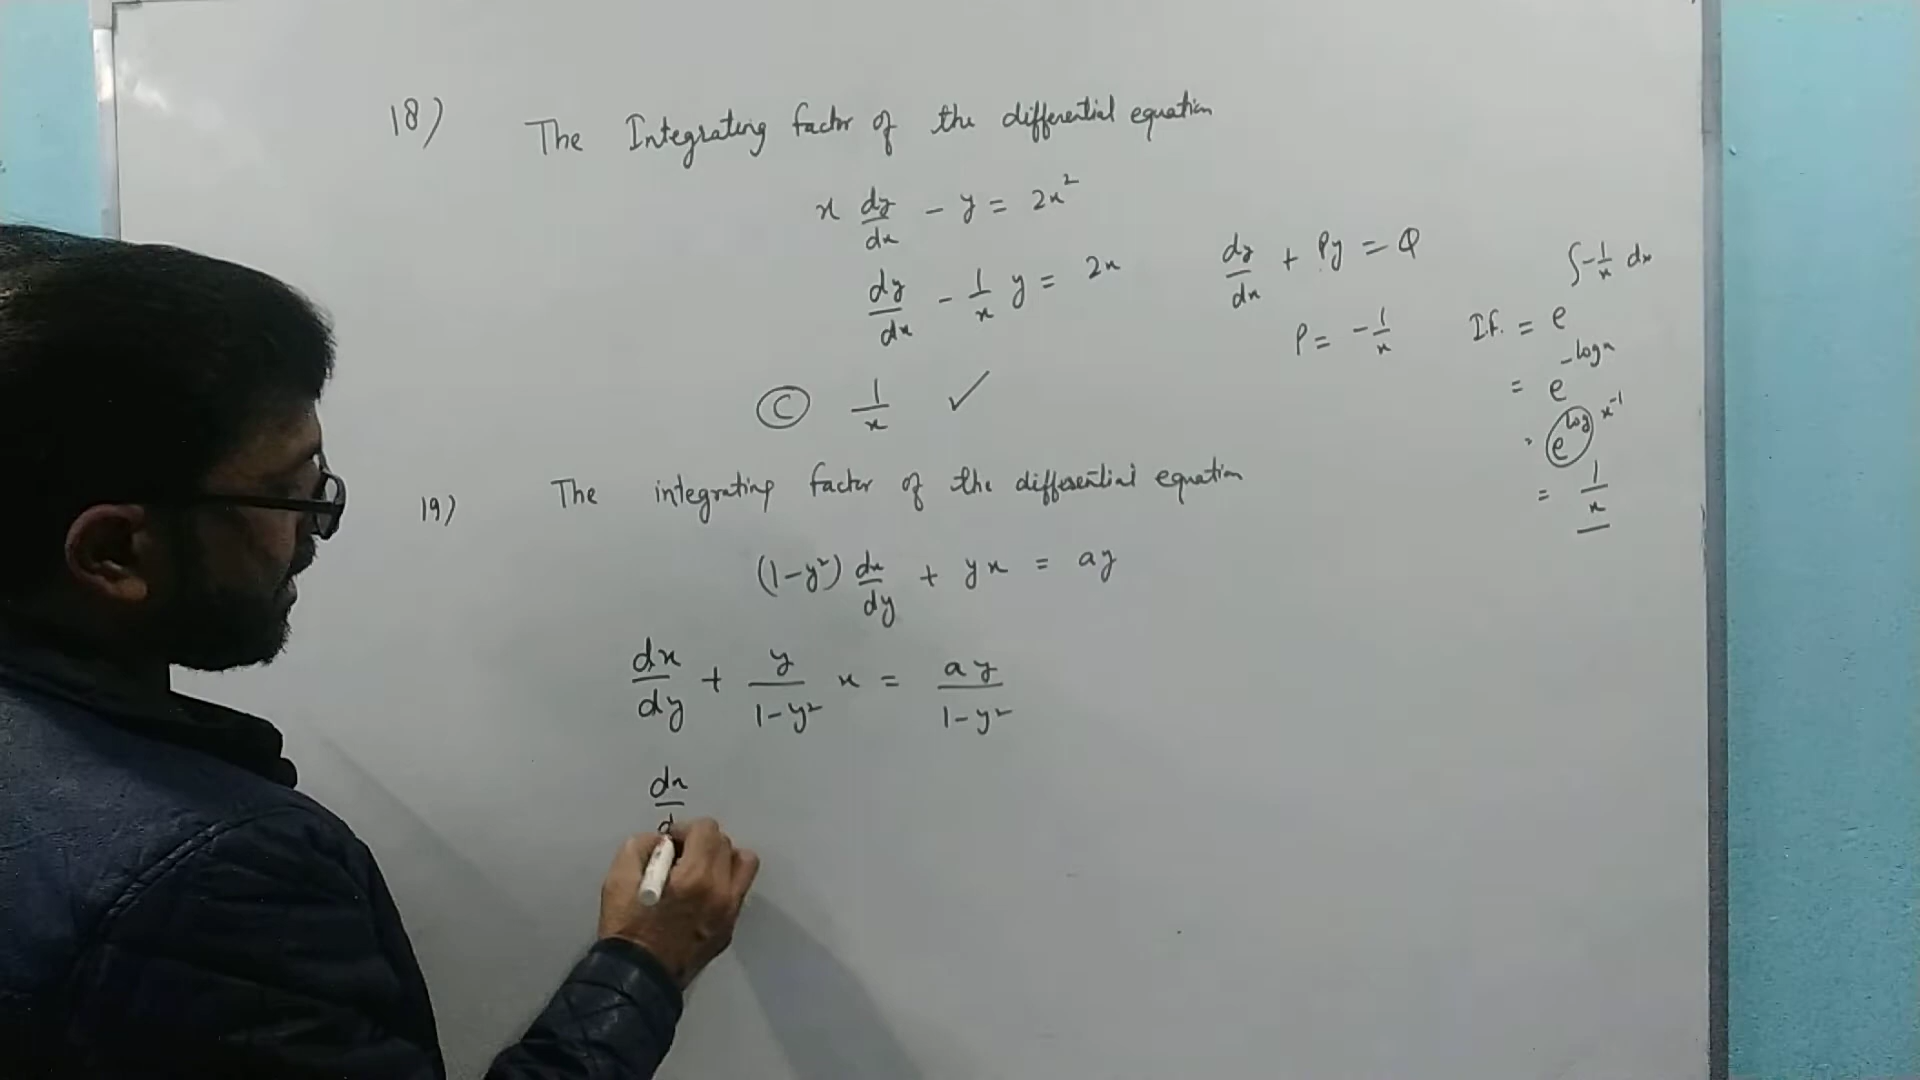 18) The Integrating factor of the differential equation
x dy/dx - y = 2x²
dy/dx - 1/x y = 2x
dy/dx + Py = Q
P = -1/x
I.F. = e^∫-1/x dx
= e^-log x
= e^log x^-1
= 1/x
(C) 1/x ✓
19) The integrating factor of the differential equation
(1-y²) dx/dy + yx = ay
dx/dy + y/1-y² x = ay/1-y²
dx/d